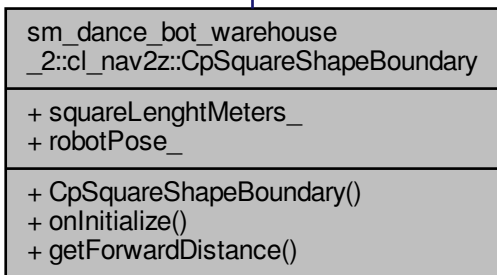 sm_dance_bot_warehouse
_2::cl_nav2z::CpSquareShapeBoundary
+ squareLenghtMeters_
+ robotPose_
+ CpSquareShapeBoundary()
+ onInitialize()
+ getForwardDistance()